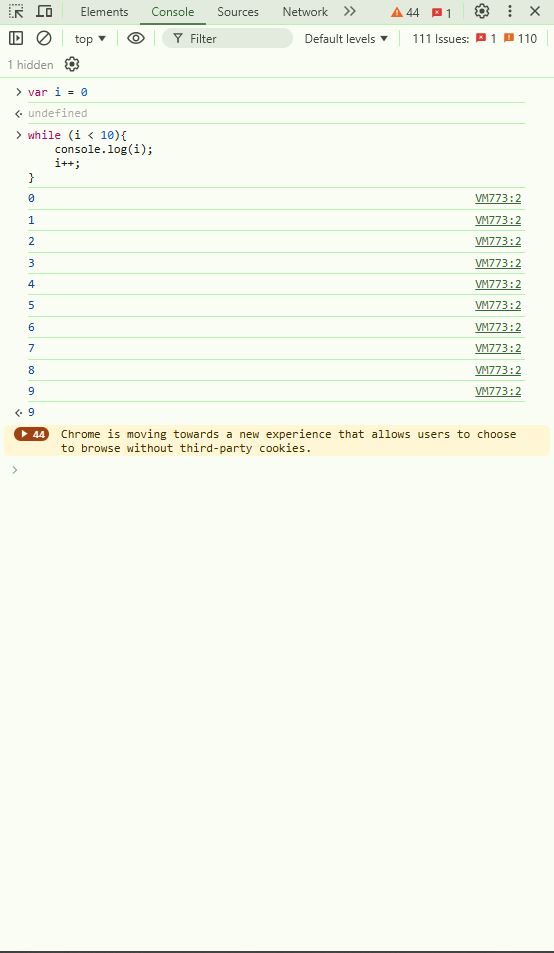 Elements Console Sources Network 44 1
top Filter Default levels 111 Issues: 1 110
1 hidden
var i = 0
undefined
while (i < 10){
    console.log(i);
    i++;
}
0 VM773:2
1 VM773:2
2 VM773:2
3 VM773:2
4 VM773:2
5 VM773:2
6 VM773:2
7 VM773:2
8 VM773:2
9 VM773:2
9
44 Chrome is moving towards a new experience that allows users to choose
to browse without third-party cookies.